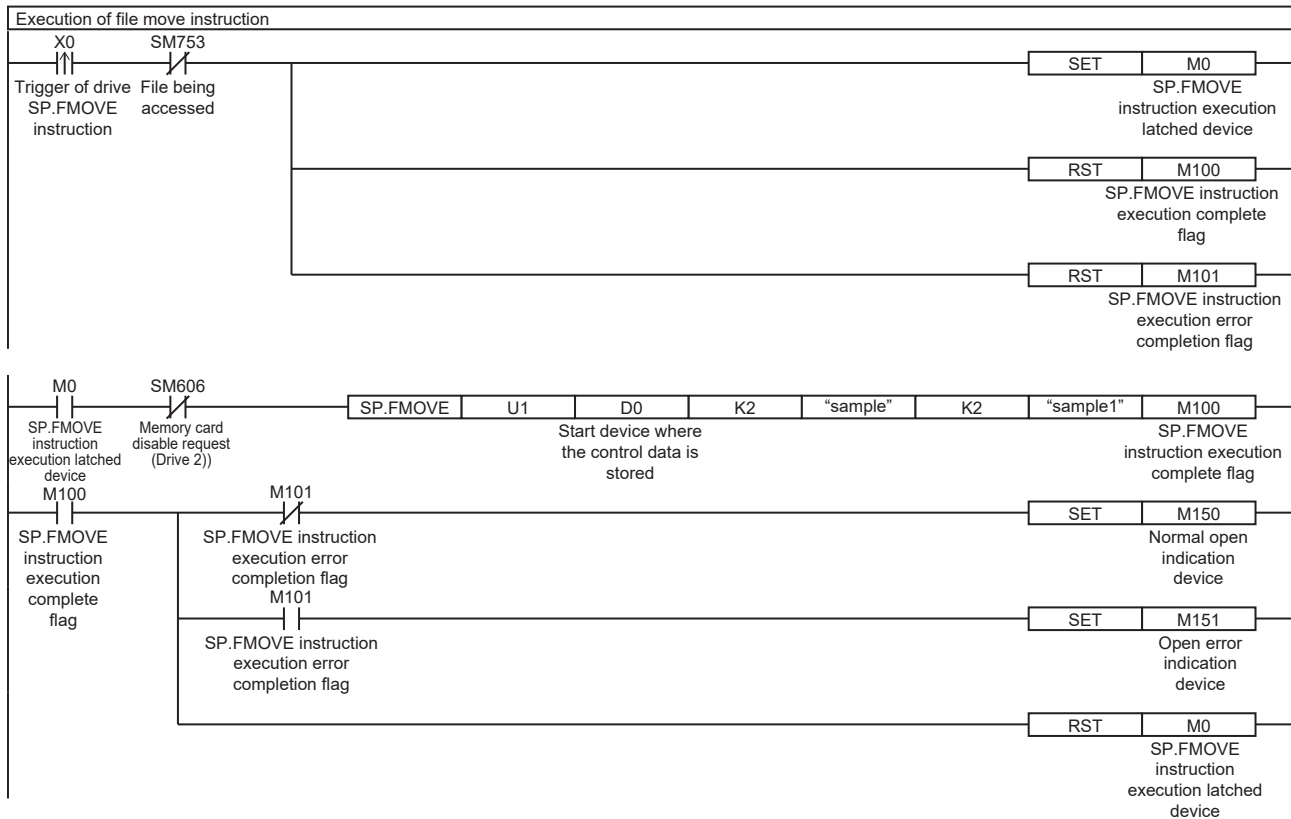 Execution of file move instruction
X0 SM753
SET M0
Trigger of drive File being SP.FMOVE
SP.FMOVE accessed instruction execution
instruction latched device
RST M100
SP.FMOVE instruction
execution complete
flag
RST M101
SP.FMOVE instruction
execution error
completion flag
M0 SM606
SP.FMOVE U1 D0 K2 “sample” K2 “sample1” M100
SP.FMOVE
instruction
execution latched
device
Memory card
disable request
(Drive 2))
Start device where
the control data is
stored
SP.FMOVE
instruction execution
complete flag
M100 M101
SET M150
SP.FMOVE
instruction
execution
complete
flag
SP.FMOVE instruction
execution error
completion flag
Normal open
indication
device
M101
SET M151
SP.FMOVE instruction
execution error
completion flag
Open error
indication
device
RST M0
SP.FMOVE
instruction
execution latched
device